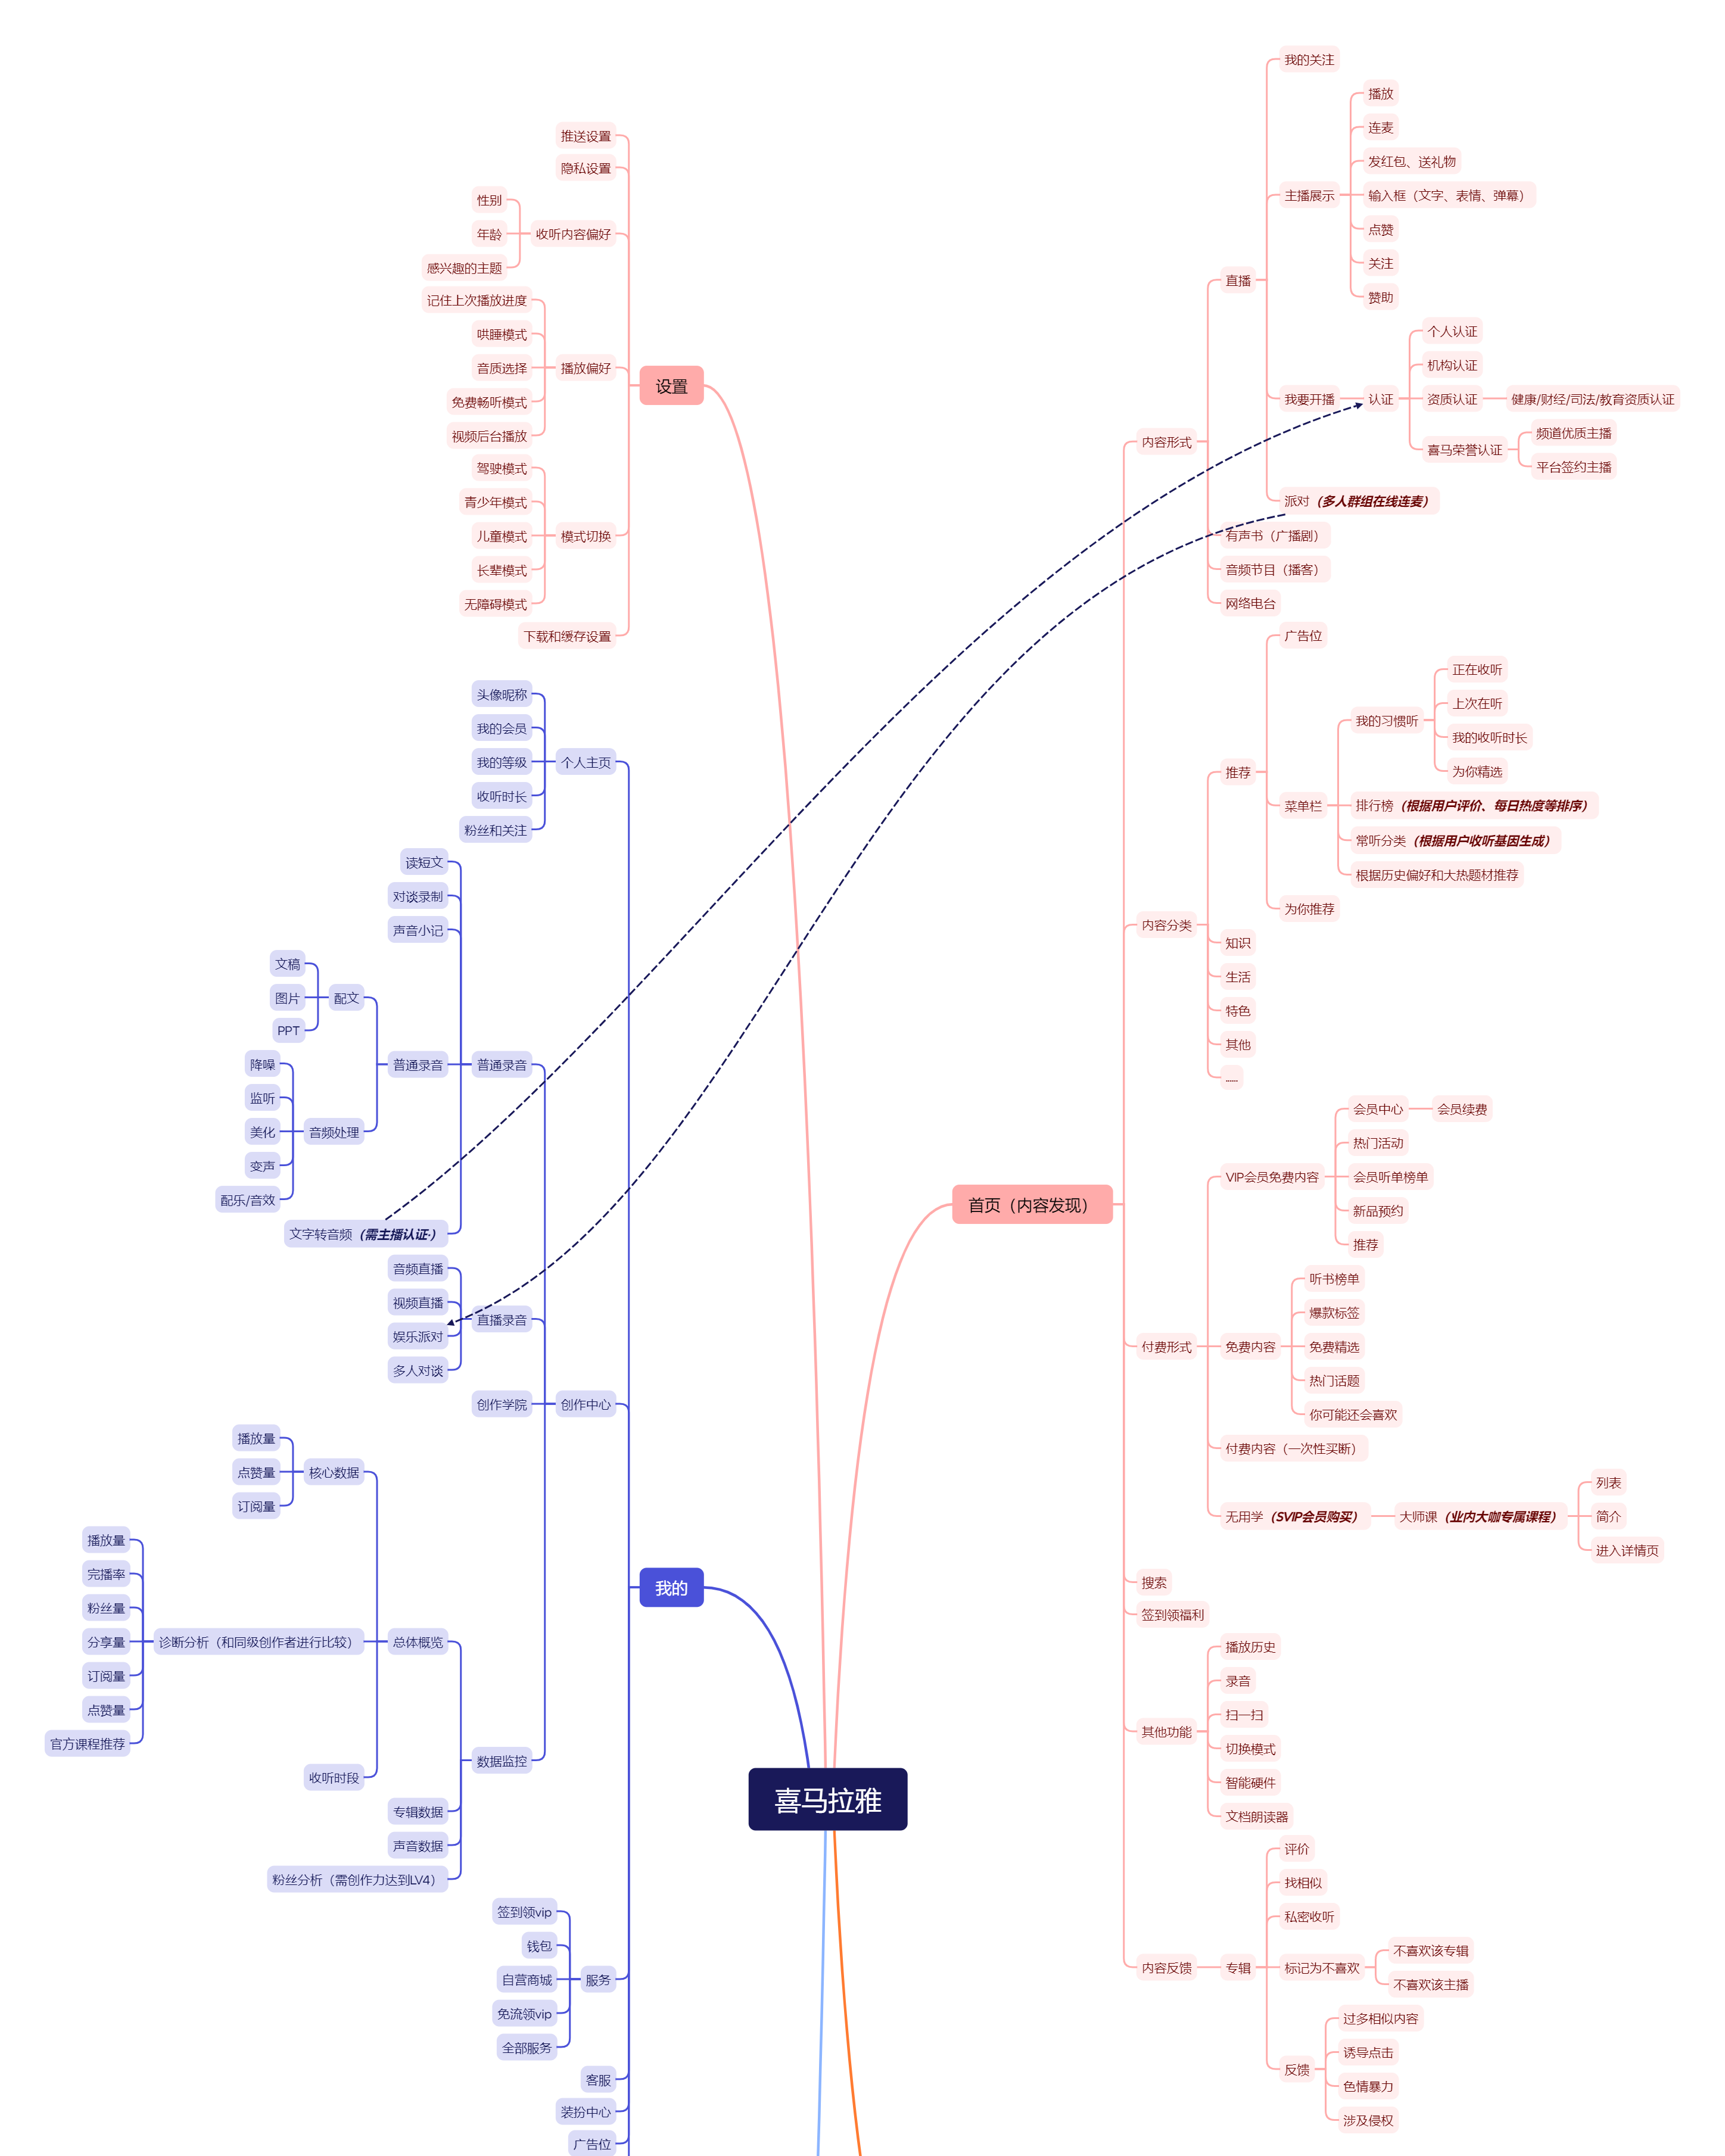 喜马拉雅
设置
推送设置
隐私设置
收听内容偏好
性别
年龄
感兴趣的主题
播放偏好
记住上次播放进度
哄睡模式
音质选择
免费畅听模式
视频后台播放
模式切换
驾驶模式
青少年模式
儿童模式
长辈模式
无障碍模式
下载和缓存设置
我的
个人主页
头像昵称
我的会员
我的等级
收听时长
粉丝和关注
创作中心
普通录音
读短文
对谈录制
声音小记
普通录音
配文
文稿
图片
PPT
音频处理
降噪
监听
美化
变声
配乐/音效
文字转音频（需主播认证·）
直播录音
音频直播
视频直播
娱乐派对
多人对谈
创作学院
数据监控
总体概览
核心数据
播放量
点赞量
订阅量
诊断分析（和同级创作者进行比较）
播放量
完播率
粉丝量
分享量
订阅量
点赞量
官方课程推荐
收听时段
专辑数据
声音数据
粉丝分析（需创作力达到LV4）
服务
签到领vip
钱包
自营商城
免流领vip
全部服务
客服
装扮中心
广告位
首页（内容发现）
内容形式
直播
我的关注
主播展示
播放
连麦
发红包、送礼物
输入框（文字、表情、弹幕）
点赞
关注
赞助
我要开播
认证
个人认证
机构认证
资质认证
健康/财经/司法/教育资质认证
喜马荣誉认证
频道优质主播
平台签约主播
派对（多人群组在线连麦）
有声书（广播剧）
音频节目（播客）
网络电台
内容分类
推荐
广告位
菜单栏
我的习惯听
正在收听
上次在听
我的收听时长
为你精选
排行榜（根据用户评价、每日热度等排序）
常听分类（根据用户收听基因生成）
根据历史偏好和大热题材推荐
为你推荐
知识
生活
特色
其他
......
付费形式
VIP会员免费内容
会员中心
会员续费
热门活动
会员听单榜单
新品预约
推荐
免费内容
听书榜单
爆款标签
免费精选
热门话题
你可能还会喜欢
付费内容（一次性买断）
无用学（SVIP会员购买）
大师课（业内大咖专属课程）
列表
简介
进入详情页
搜索
签到领福利
其他功能
播放历史
录音
扫一扫
切换模式
智能硬件
文档朗读器
内容反馈
专辑
评价
找相似
私密收听
标记为不喜欢
不喜欢该专辑
不喜欢该主播
反馈
过多相似内容
诱导点击
色情暴力
涉及侵权